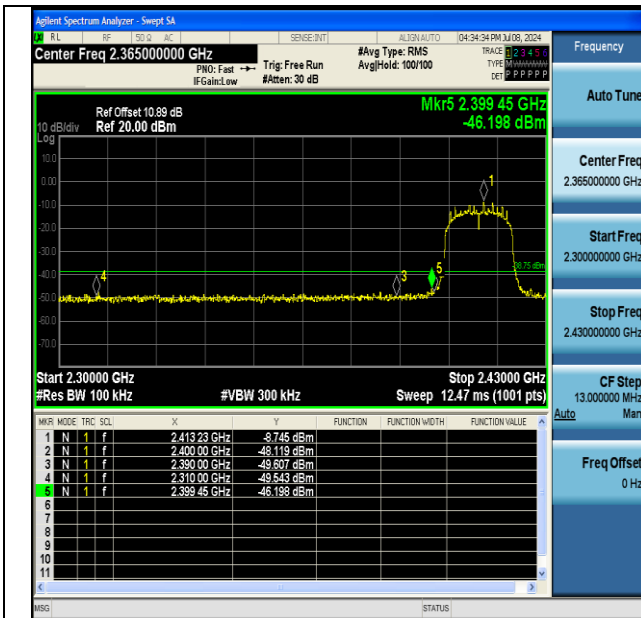 Agilent Spectrum Analyzer - Swept SA
RL RF 50 Ω AC SENSE:INT ALIGN AUTO 04:34:34 PM Jul 08, 2024
Center Freq 2.365000000 GHz
PNO: Fast
IFGain:Low
Trig: Free Run
#Atten: 30 dB
#Avg Type: RMS
Avg|Hold: 100/100
TRACE 1 2 3 4 5 6
TYPE M
DET P P P P P P
Mkr5 2.399 45 GHz
-46.198 dBm
Ref Offset 10.89 dB
10 dB/div Ref 20.00 dBm
Log
10.0
0.00
-10.0
-20.0
-30.0
-40.0
-50.0
-60.0
-70.0
1
3
4
5
-38.75 dBm
Start 2.30000 GHz Stop 2.43000 GHz
#Res BW 100 kHz #VBW 300 kHz Sweep 12.47 ms (1001 pts)
MKR MODE TRC SCL X Y FUNCTION FUNCTION WIDTH FUNCTION VALUE
1 N 1 f 2.413 23 GHz -8.745 dBm
2 N 1 f 2.400 00 GHz -48.119 dBm
3 N 1 f 2.390 00 GHz -49.607 dBm
4 N 1 f 2.310 00 GHz -49.543 dBm
5 N 1 f 2.399 45 GHz -46.198 dBm
6
7
8
9
10
11
MSG STATUS
Frequency
Auto Tune
Center Freq
2.365000000 GHz
Start Freq
2.300000000 GHz
Stop Freq
2.430000000 GHz
CF Step
13.000000 MHz
Auto Man
Freq Offset
0 Hz